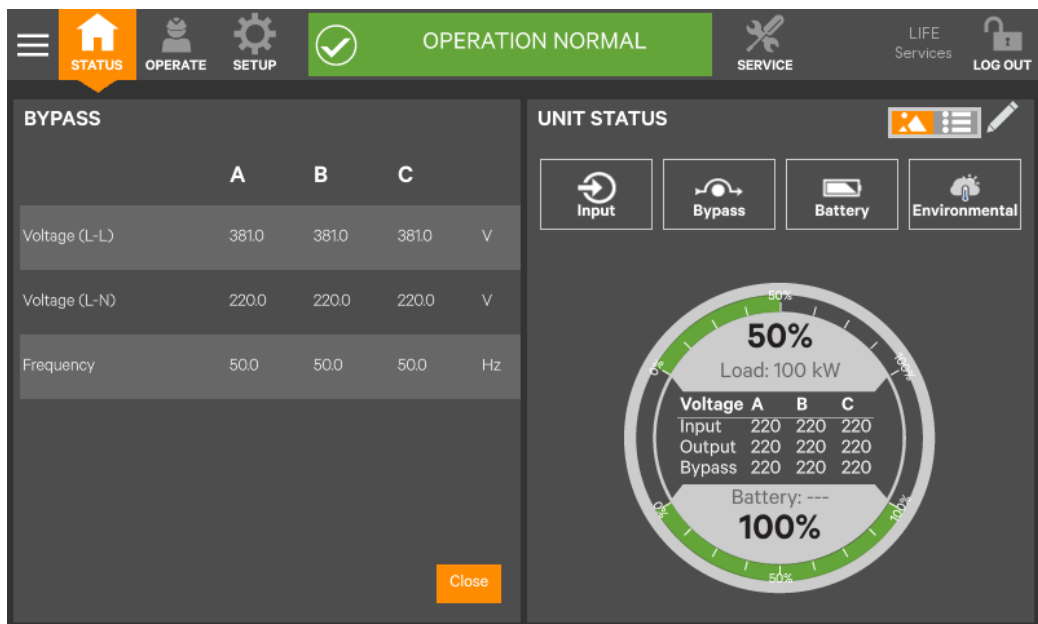 STATUS
OPERATE
SETUP
OPERATION NORMAL
SERVICE
LIFE
Services
LOG OUT
BYPASS
A B C
Voltage (L-L) 381.0 381.0 381.0 V
Voltage (L-N) 220.0 220.0 220.0 V
Frequency 50.0 50.0 50.0 Hz
Close
UNIT STATUS
Input
Bypass
Battery
Environmental
50%
0%
100%
50%
Load: 100 kW
Voltage A B C
Input 220 220 220
Output 220 220 220
Bypass 220 220 220
Battery: ---
100%
0%
100%
50%